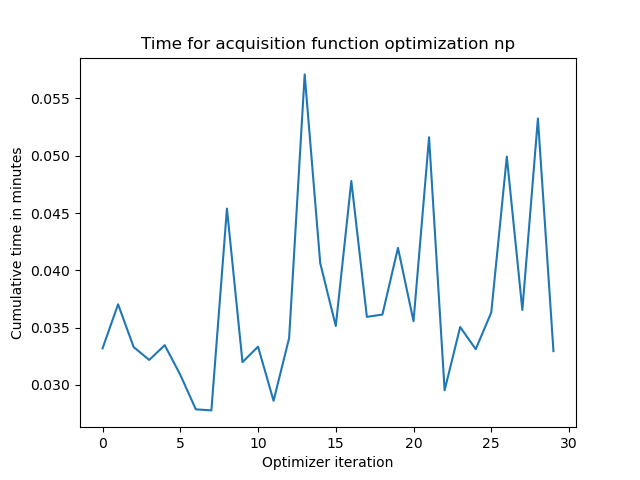 Time for acquisition function optimization np
0.055
0.050
0.045
0.040
0.035
0.030
Cumulative time in minutes
0 5 10 15 20 25 30
Optimizer iteration